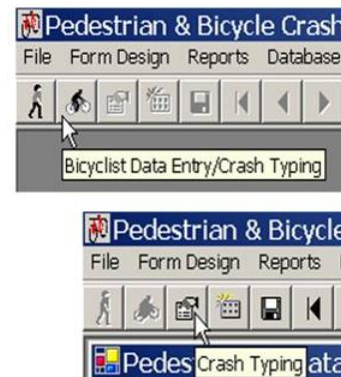 Pedestrian & Bicycle Crash
File Form Design Reports Database
Bicyclist Data Entry/Crash Typing
Pedestrian & Bicycle
File Form Design Reports
Pedes Crash Typing ata